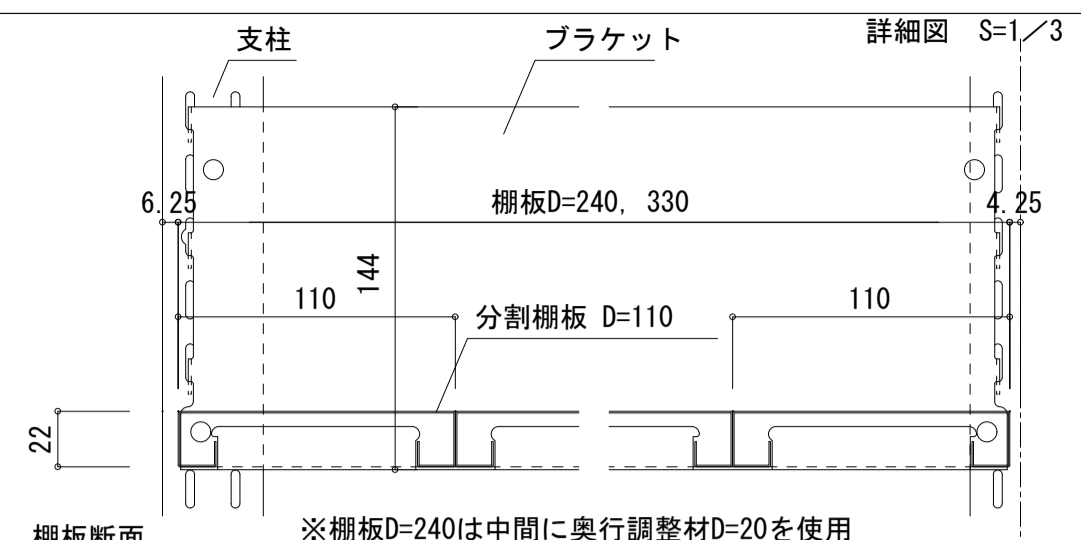 詳細図 S=1／3
支柱
ブラケット
6.25
棚板D=240, 330
4.25
144
110
110
分割棚板 D=110
22
棚板断面
※棚板D=240は中間に奥行調整材D=20を使用